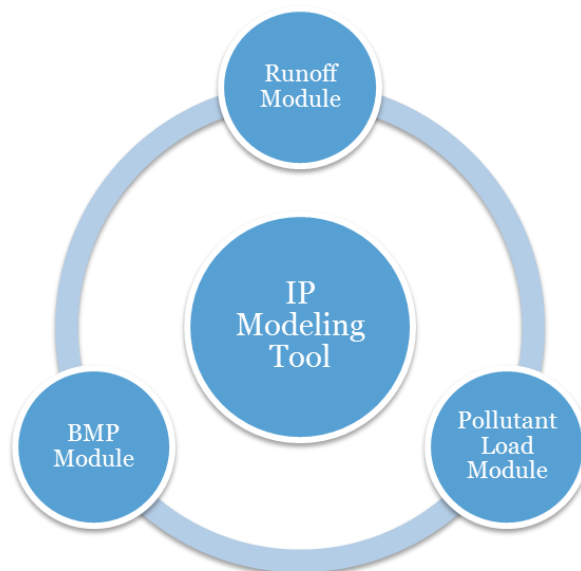 Runoff
Module
IP
Modeling
Tool
BMP
Module
Pollutant
Load
Module